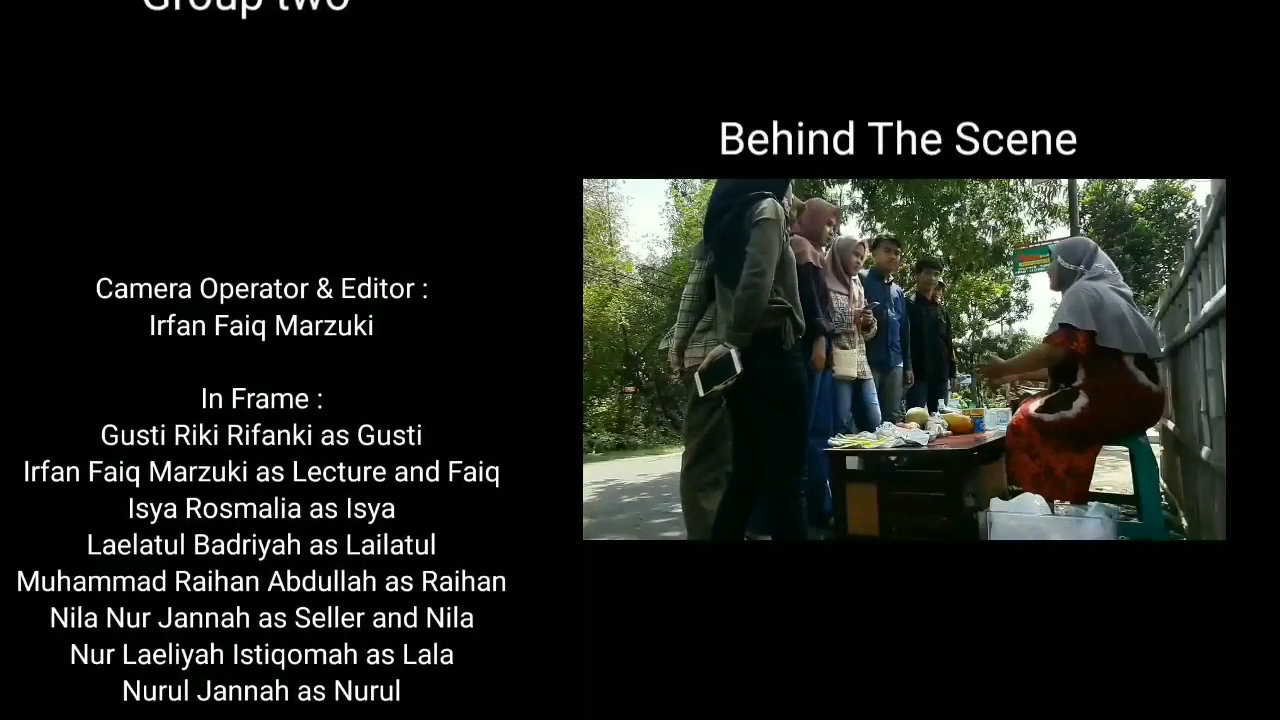 Group two
Behind The Scene
Camera Operator & Editor :
Irfan Faiq Marzuki
In Frame :
Gusti Riki Rifanki as Gusti
Irfan Faiq Marzuki as Lecture and Faiq
Isya Rosmalia as Isya
Laelatul Badriyah as Lailatul
Muhammad Raihan Abdullah as Raihan
Nila Nur Jannah as Seller and Nila
Nur Laeliyah Istiqomah as Lala
Nurul Jannah as Nurul